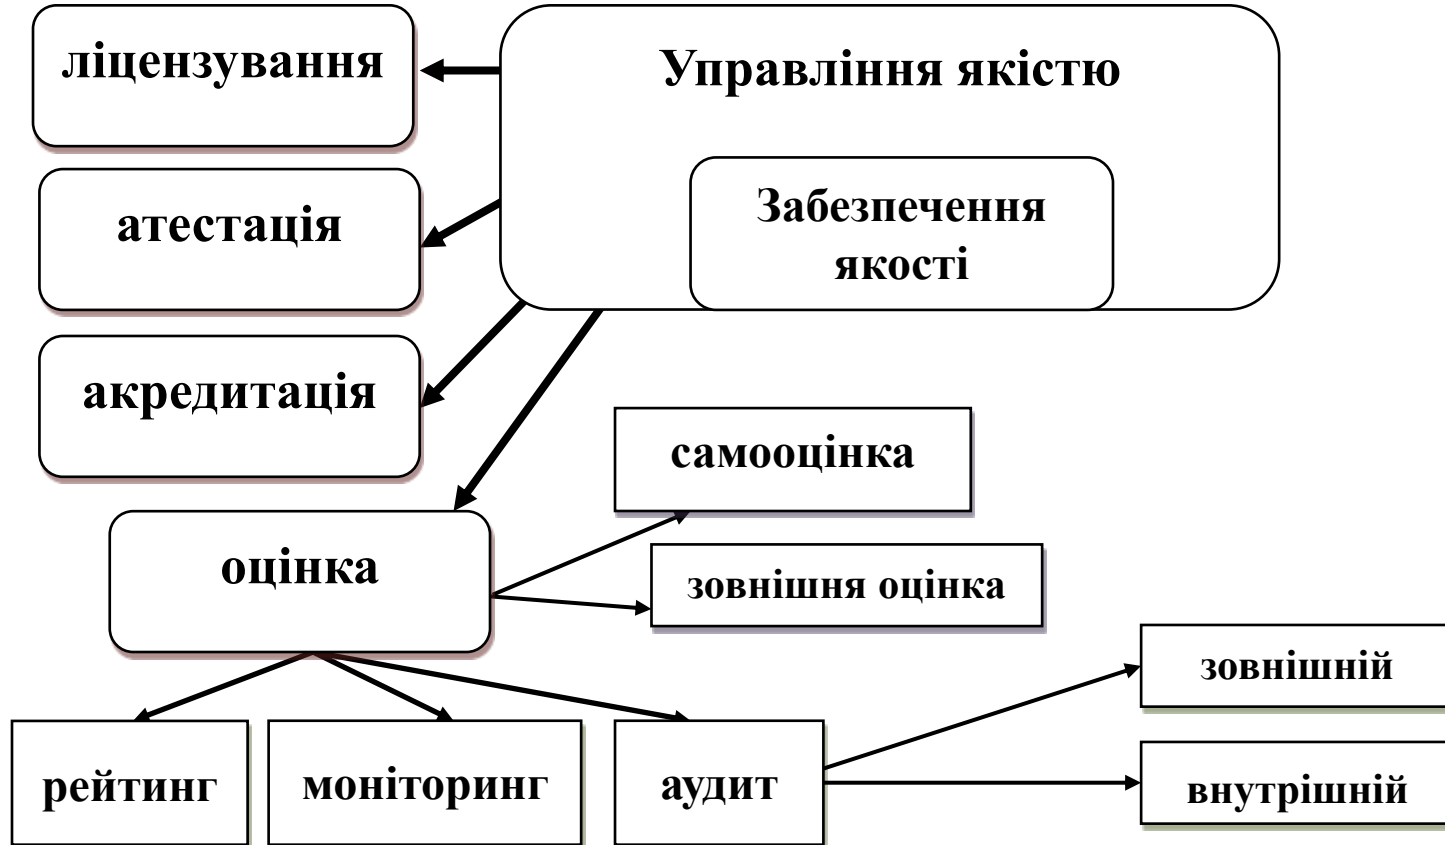 ліцензування
Управління якістю
атестація
Забезпечення
якості
акредитація
самооцінка
оцінка
зовнішня оцінка
зовнішній
рейтинг
моніторинг
аудит
внутрішній